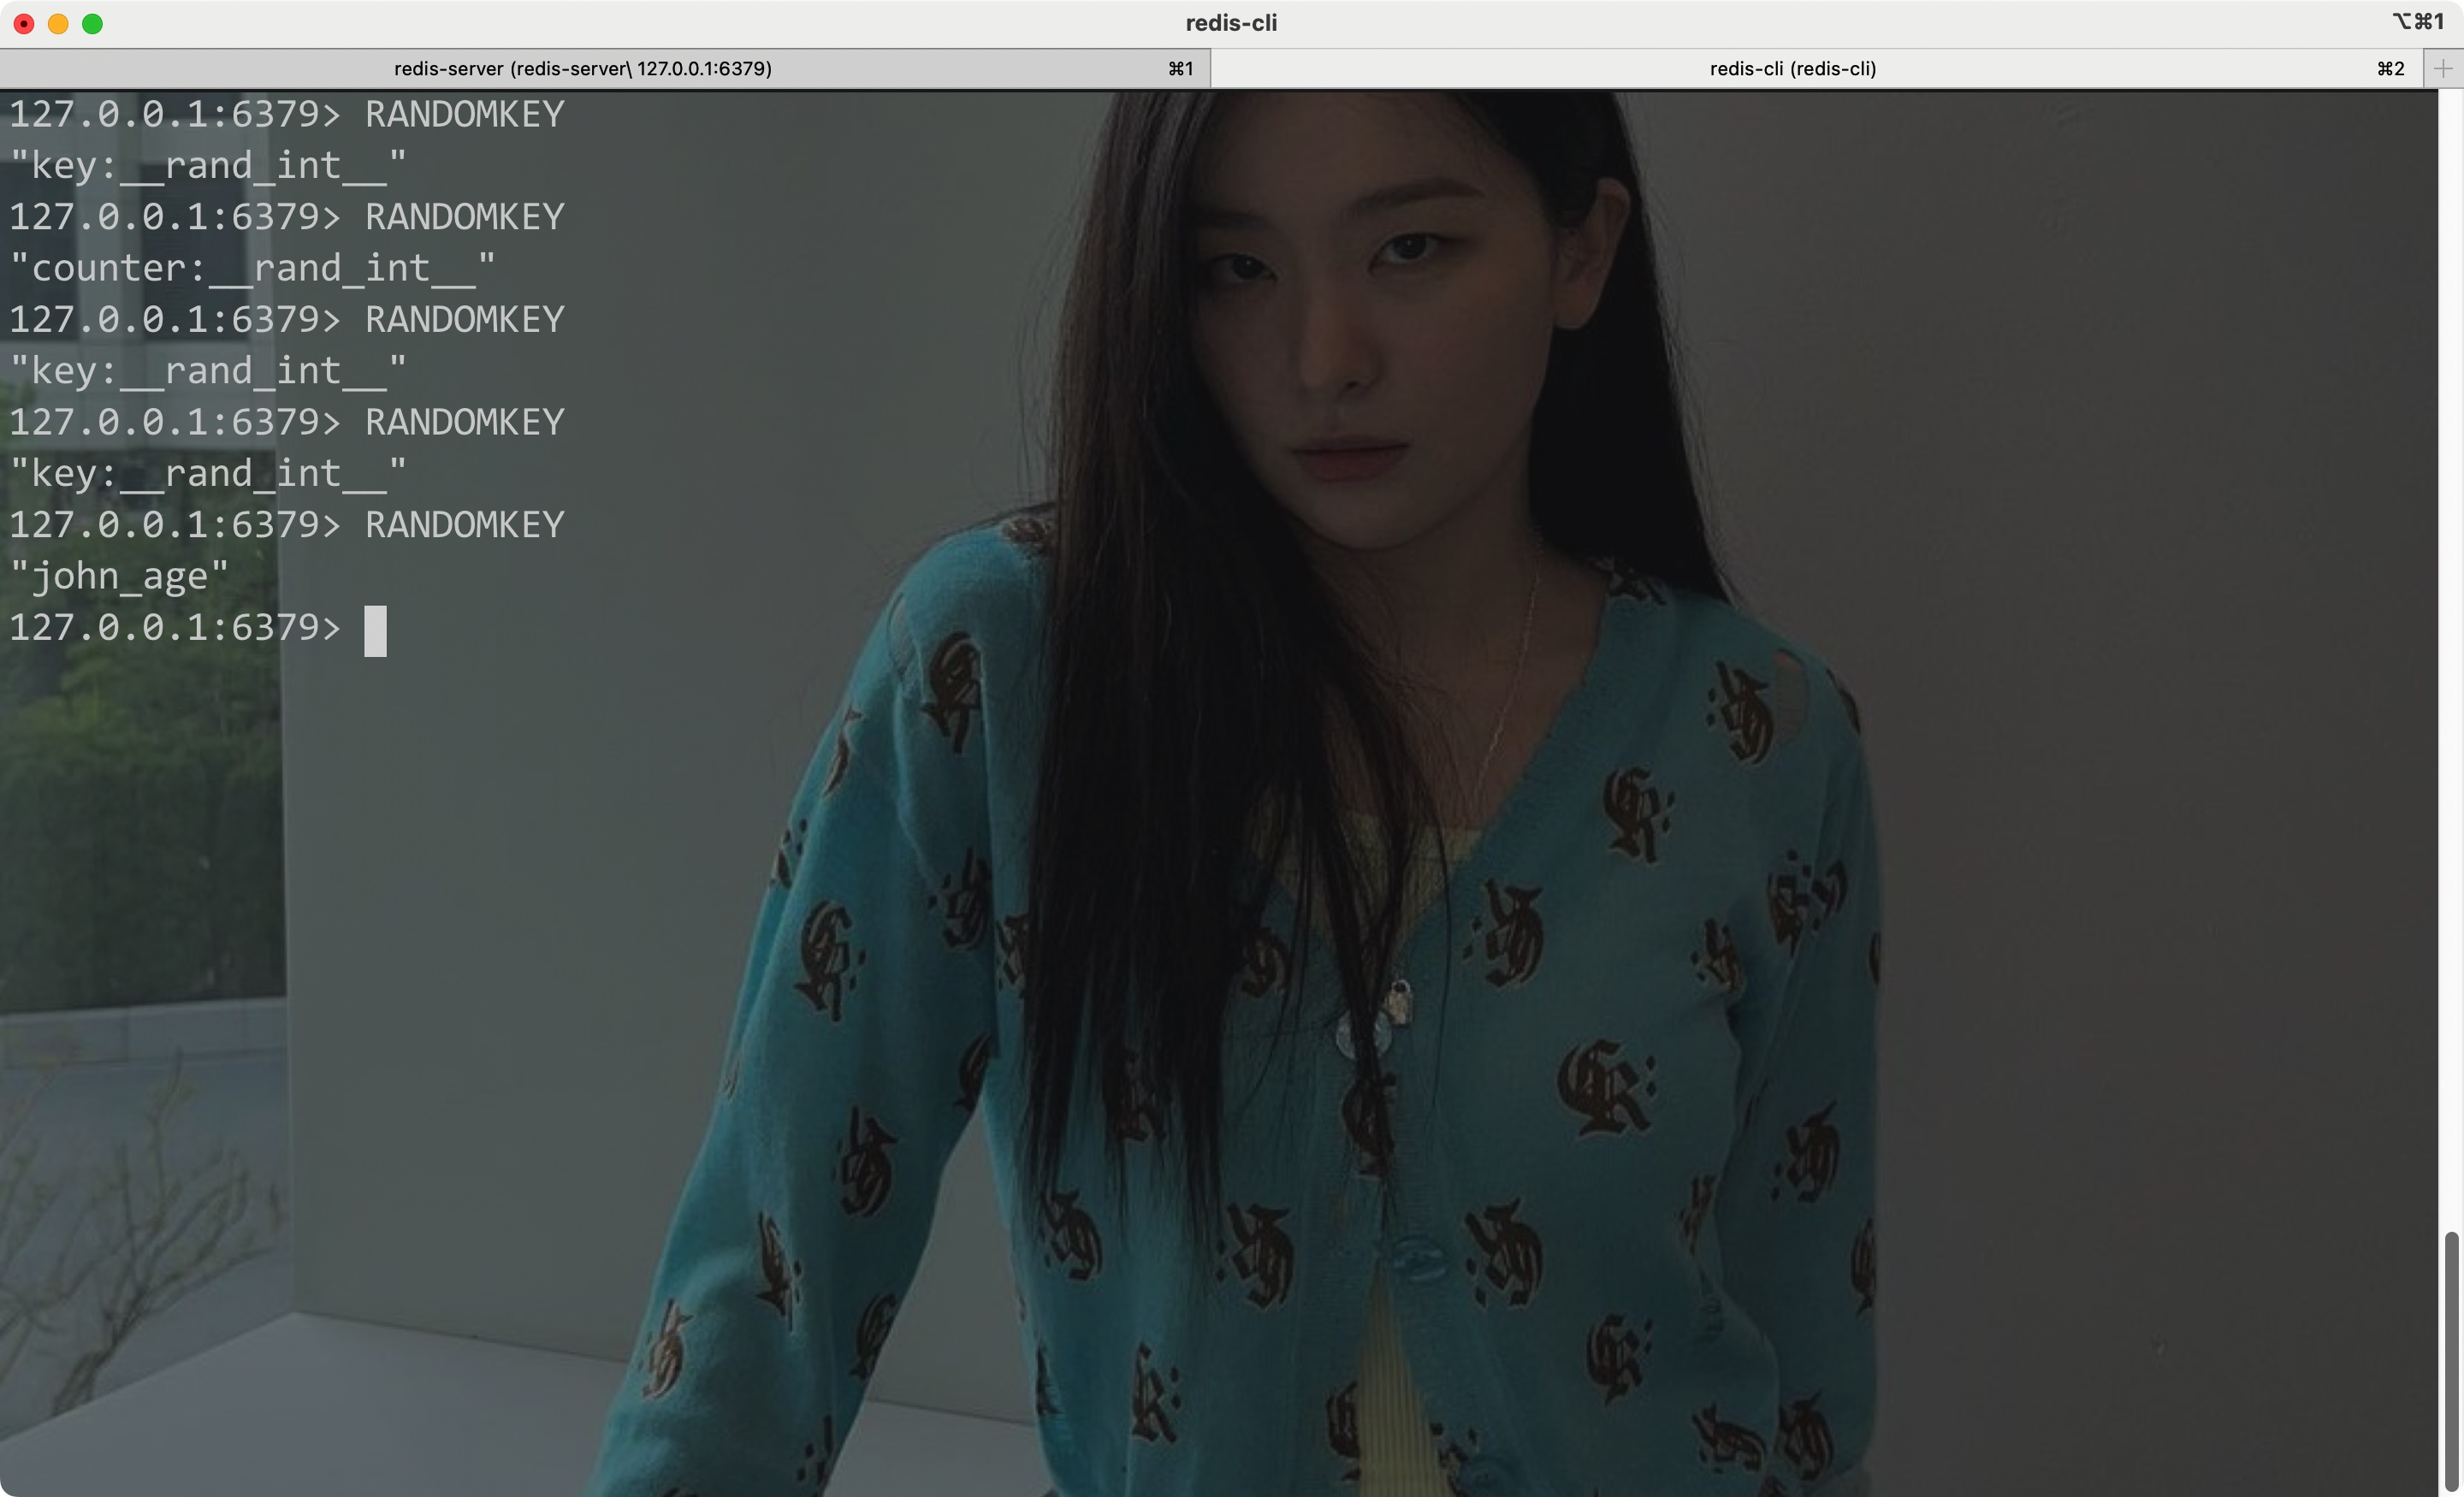 redis-cli
⌥⌘1
redis-server (redis-server\ 127.0.0.1:6379) ⌘1
redis-cli (redis-cli) ⌘2
127.0.0.1:6379> RANDOMKEY
"key:__rand_int__"
127.0.0.1:6379> RANDOMKEY
"counter:__rand_int__"
127.0.0.1:6379> RANDOMKEY
"key:__rand_int__"
127.0.0.1:6379> RANDOMKEY
"key:__rand_int__"
127.0.0.1:6379> RANDOMKEY
"john_age"
127.0.0.1:6379>